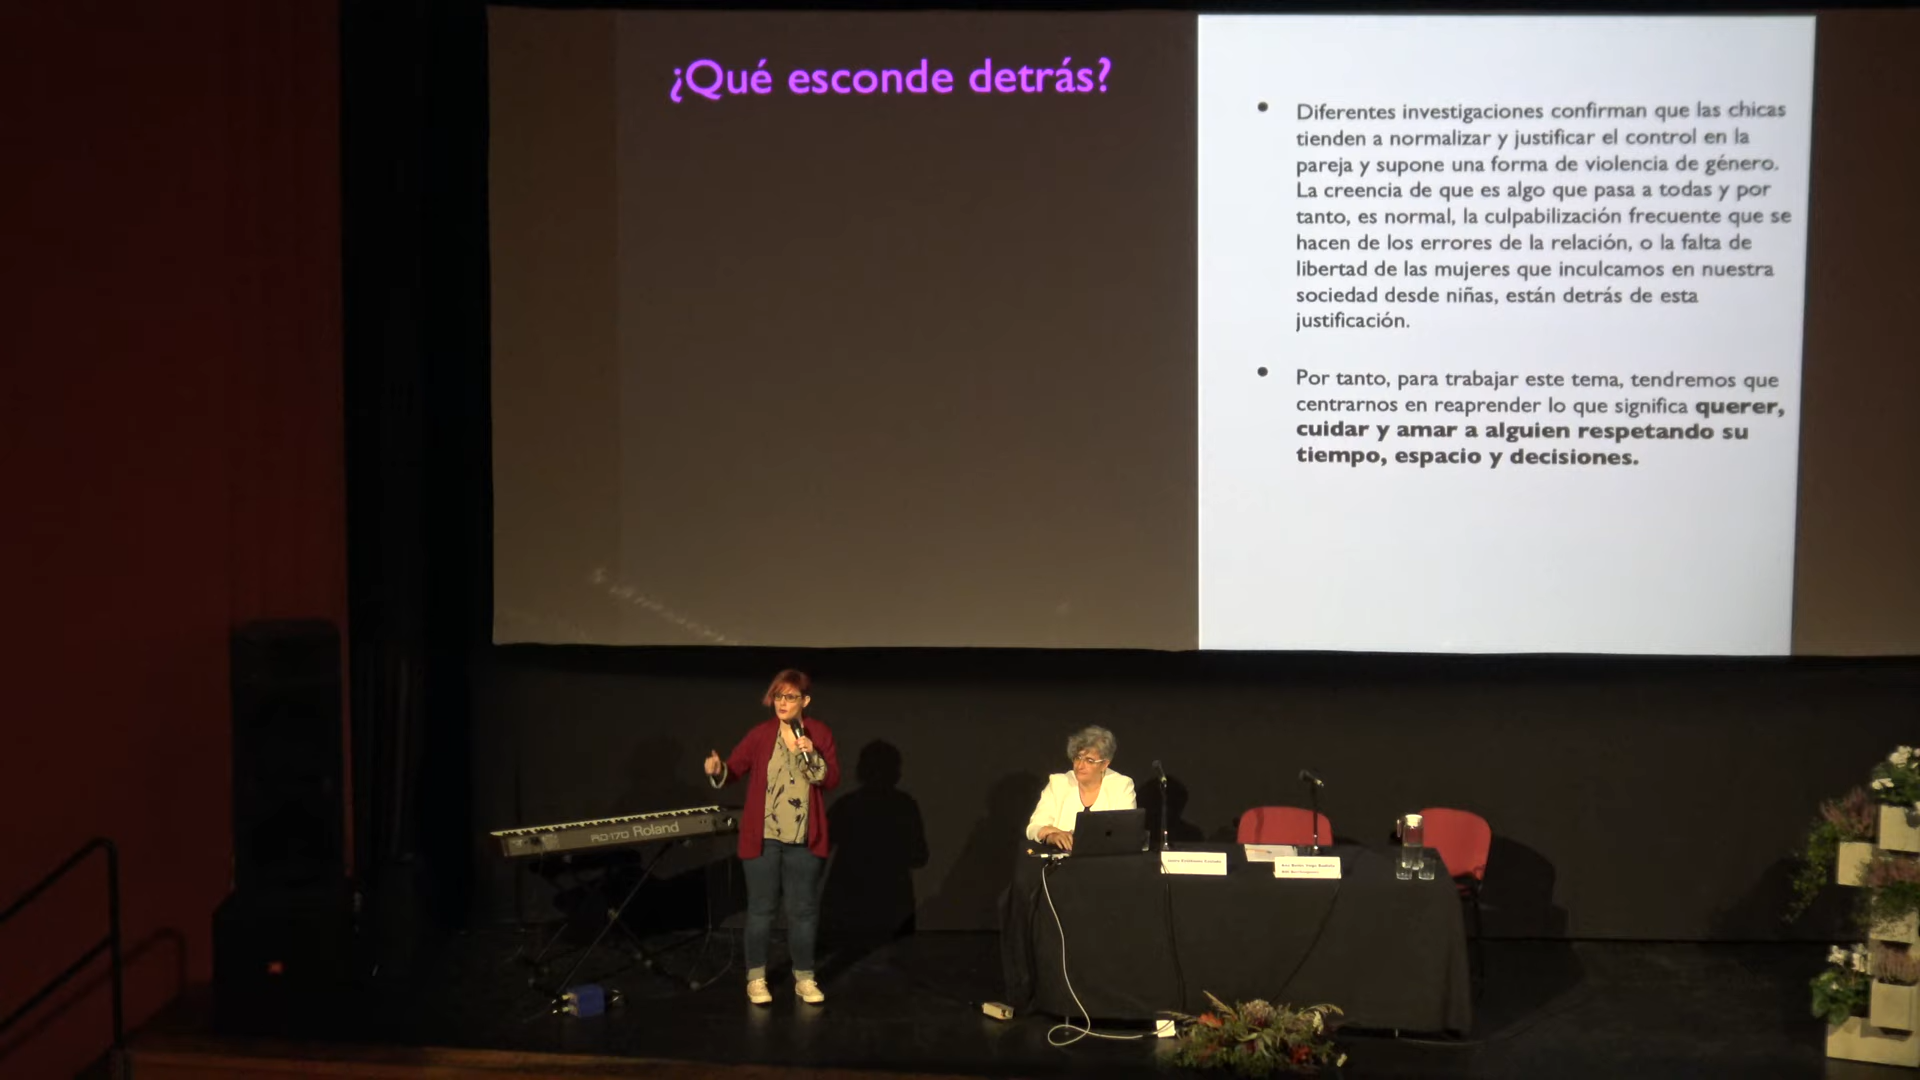 ¿Qué esconde detrás?
• Diferentes investigaciones confirman que las chicas
tienden a normalizar y justificar el control en la
pareja y supone una forma de violencia de género.
La creencia de que es algo que pasa a todas y por
tanto, es normal, la culpabilización frecuente que se
hacen de los errores de la relación, o la falta de
libertad de las mujeres que inculcamos en nuestra
sociedad desde niñas, están detrás de esta
justificación.
• Por tanto, para trabajar este tema, tendremos que
centrarnos en reaprender lo que significa querer,
cuidar y amar a alguien respetando su
tiempo, espacio y decisiones.
RD170 Roland